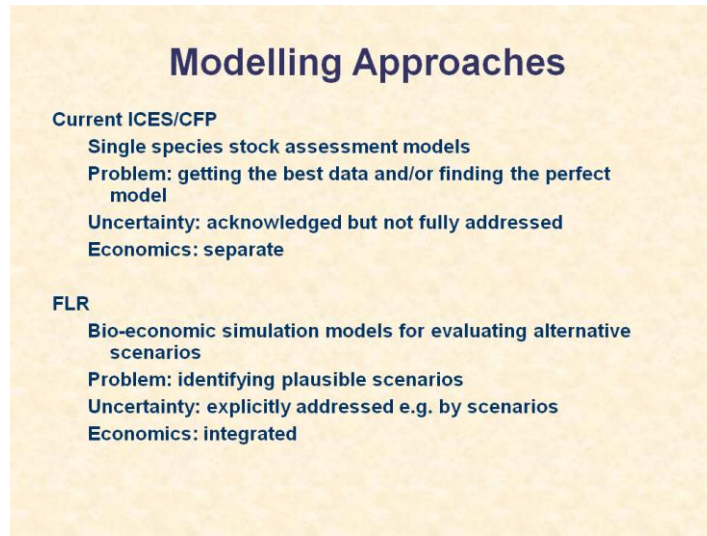 Modelling Approaches
Current ICES/CFP
Single species stock assessment models
Problem: getting the best data and/or finding the perfect
model
Uncertainty: acknowledged but not fully addressed
Economics: separate
FLR
Bio-economic simulation models for evaluating alternative
scenarios
Problem: identifying plausible scenarios
Uncertainty: explicitly addressed e.g. by scenarios
Economics: integrated